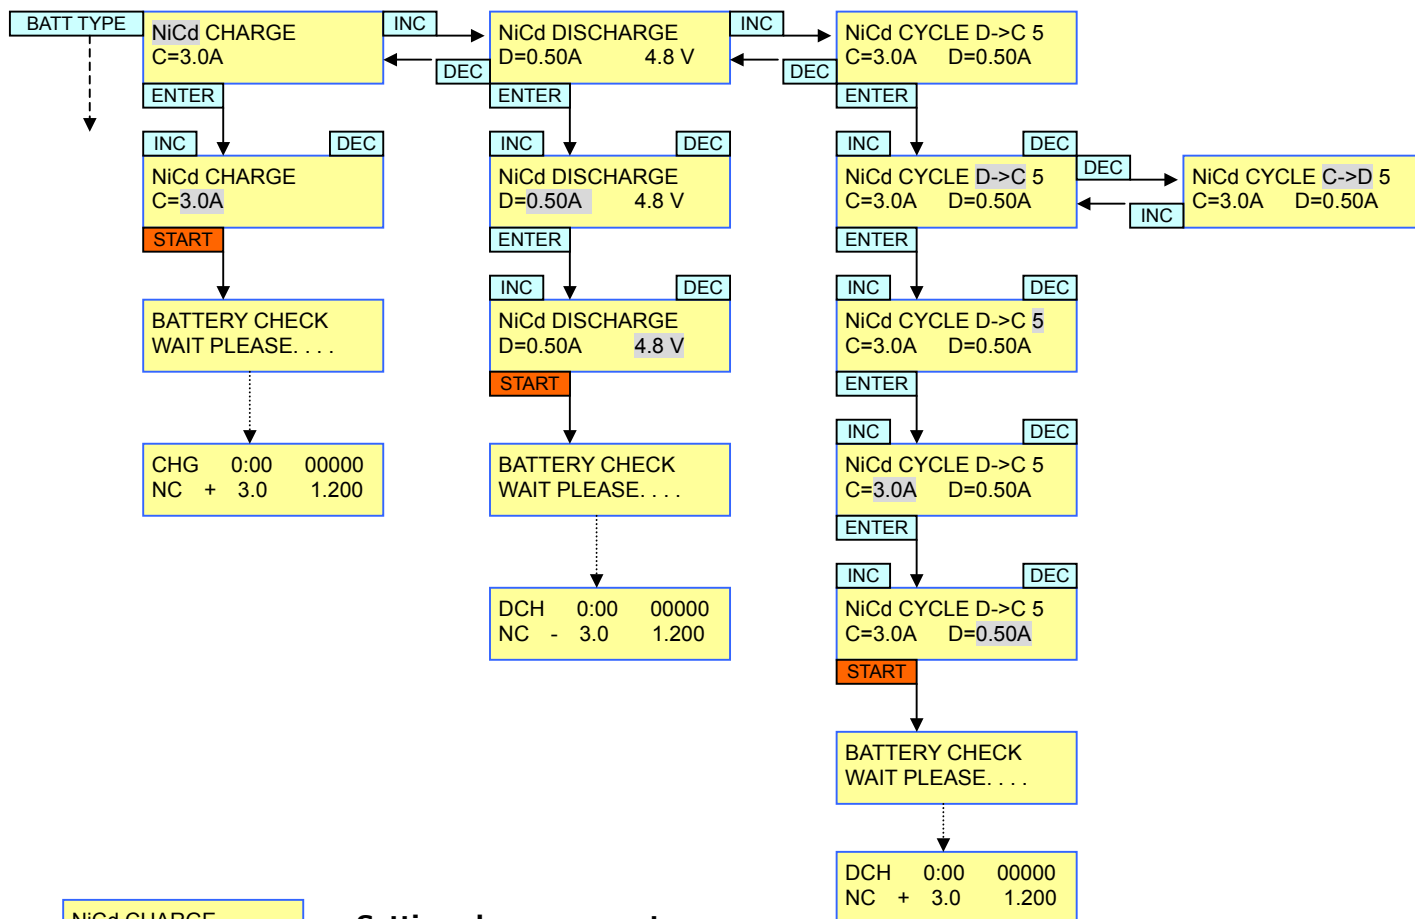 BATT TYPE
NiCd CHARGE
C=3.0A
INC
DEC
NiCd DISCHARGE
D=0.50A 4.8 V
INC
DEC
NiCd CYCLE D->C 5
C=3.0A D=0.50A
ENTER
ENTER
ENTER
INC DEC
NiCd CHARGE
C=3.0A
START
BATTERY CHECK
WAIT PLEASE. . . .
CHG 0:00 00000
NC + 3.0 1.200
INC DEC
NiCd DISCHARGE
D=0.50A 4.8 V
ENTER
INC DEC
NiCd DISCHARGE
D=0.50A 4.8 V
START
BATTERY CHECK
WAIT PLEASE. . . .
DCH 0:00 00000
NC - 3.0 1.200
INC DEC
NiCd CYCLE D->C 5
C=3.0A D=0.50A
DEC
INC
NiCd CYCLE C->D 5
C=3.0A D=0.50A
ENTER
INC DEC
NiCd CYCLE D->C 5
C=3.0A D=0.50A
ENTER
INC DEC
NiCd CYCLE D->C 5
C=3.0A D=0.50A
ENTER
INC DEC
NiCd CYCLE D->C 5
C=3.0A D=0.50A
START
BATTERY CHECK
WAIT PLEASE. . . .
DCH 0:00 00000
NC + 3.0 1.200
NiCd CHARGE